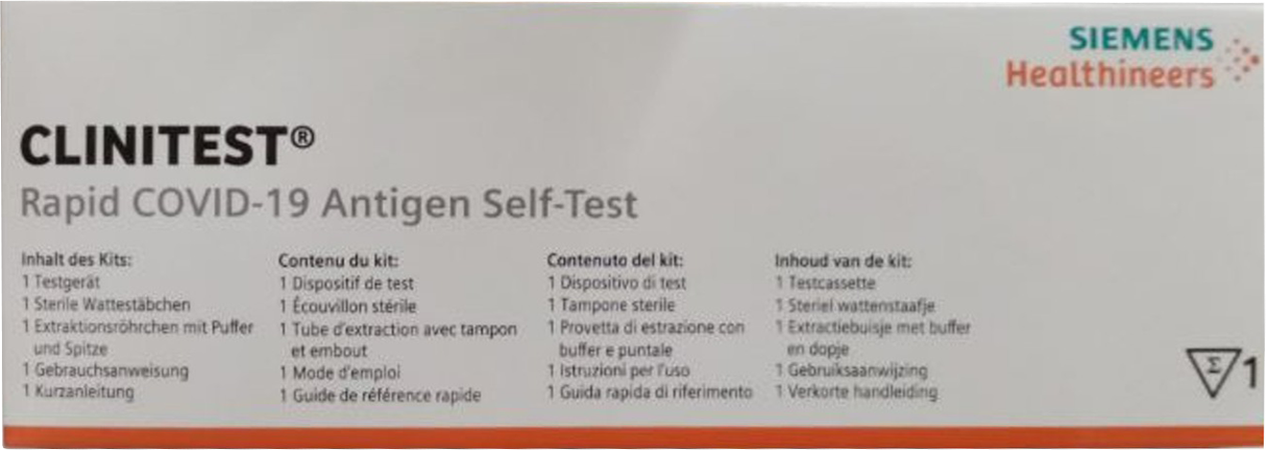 SIEMENS
Healthineers
CLINITEST®
Rapid COVID-19 Antigen Self-Test
Inhalt des Kits:
1 Testgerät
1 Sterile Wattestäbchen
1 Extraktionsröhrchen mit Puffer
und Spitze
1 Gebrauchsanweisung
1 Kurzanleitung
Contenu du kit:
1 Dispositif de test
1 Écouvillon stérile
1 Tube d'extraction avec tampon
et embout
1 Mode d'emploi
1 Guide de référence rapide
Contenuto del kit:
1 Dispositivo di test
1 Tampone sterile
1 Provetta di estrazione con
buffer e puntale
1 Istruzioni per l'uso
1 Guida rapida di riferimento
Inhoud van de kit:
1 Testcassette
1 Steriel wattenstaafje
1 Extractiebuisje met buffer
en dopje
1 Gebruiksaanwijzing
1 Verkorte handleiding
Σ 1